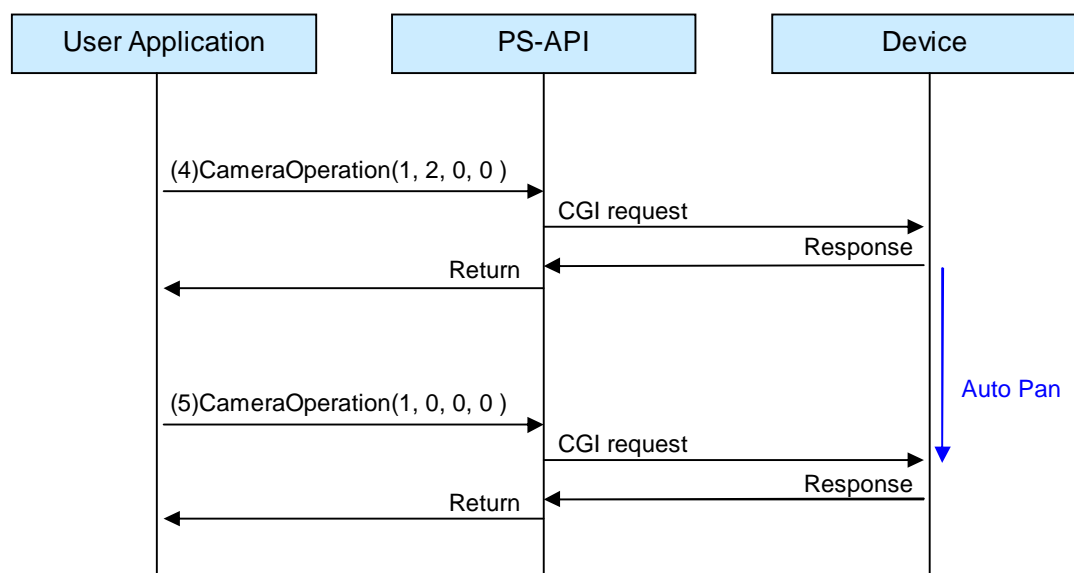 User Application
PS-API
Device
(4)CameraOperation(1, 2, 0, 0 )
CGI request
Response
Return
Auto Pan
(5)CameraOperation(1, 0, 0, 0 )
CGI request
Response
Return